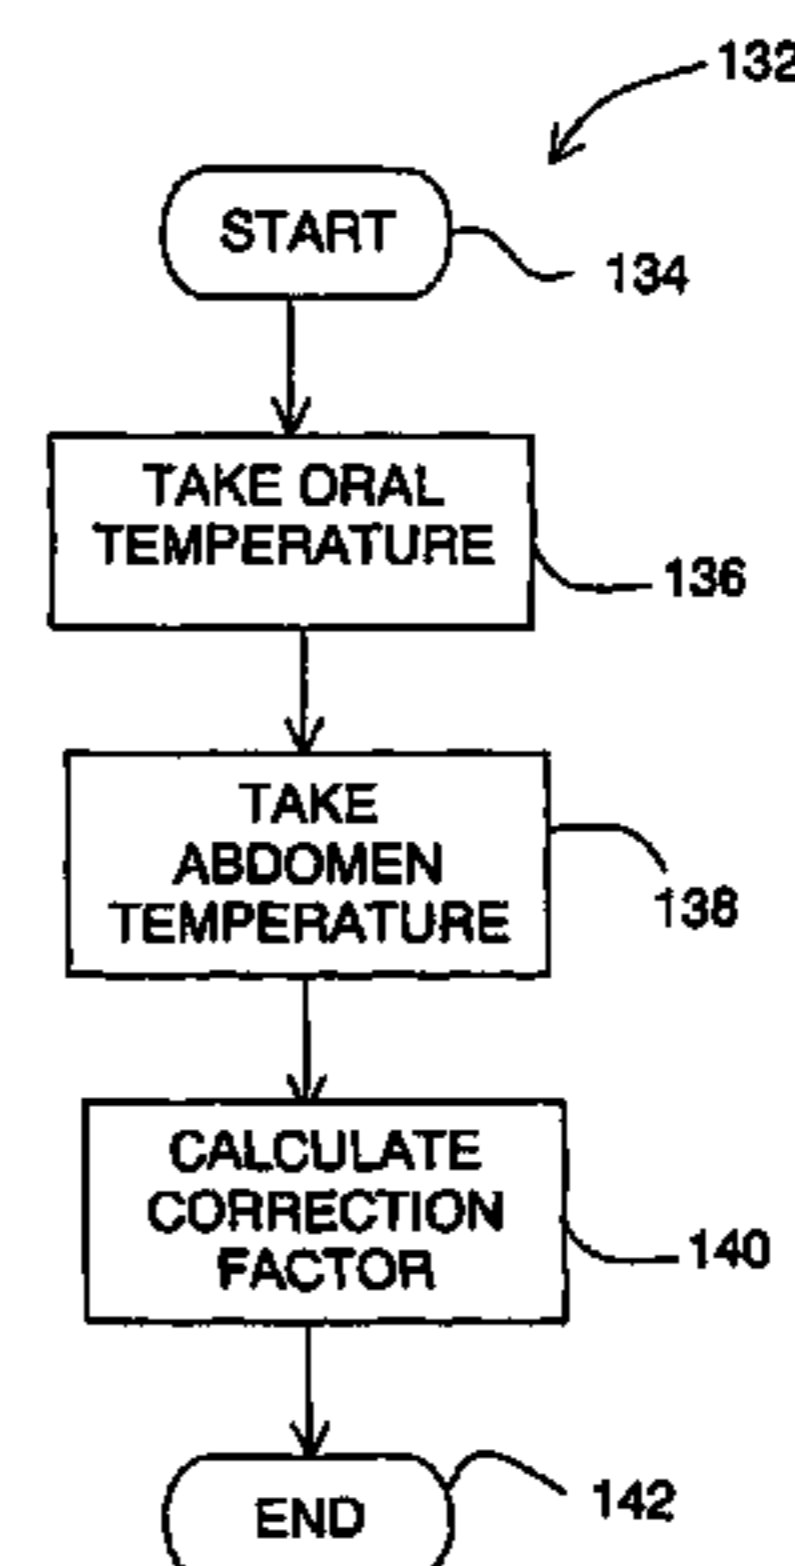 132
START
134
TAKE ORAL
TEMPERATURE
136
TAKE
ABDOMEN
TEMPERATURE
138
CALCULATE
CORRECTION
FACTOR
140
END
142